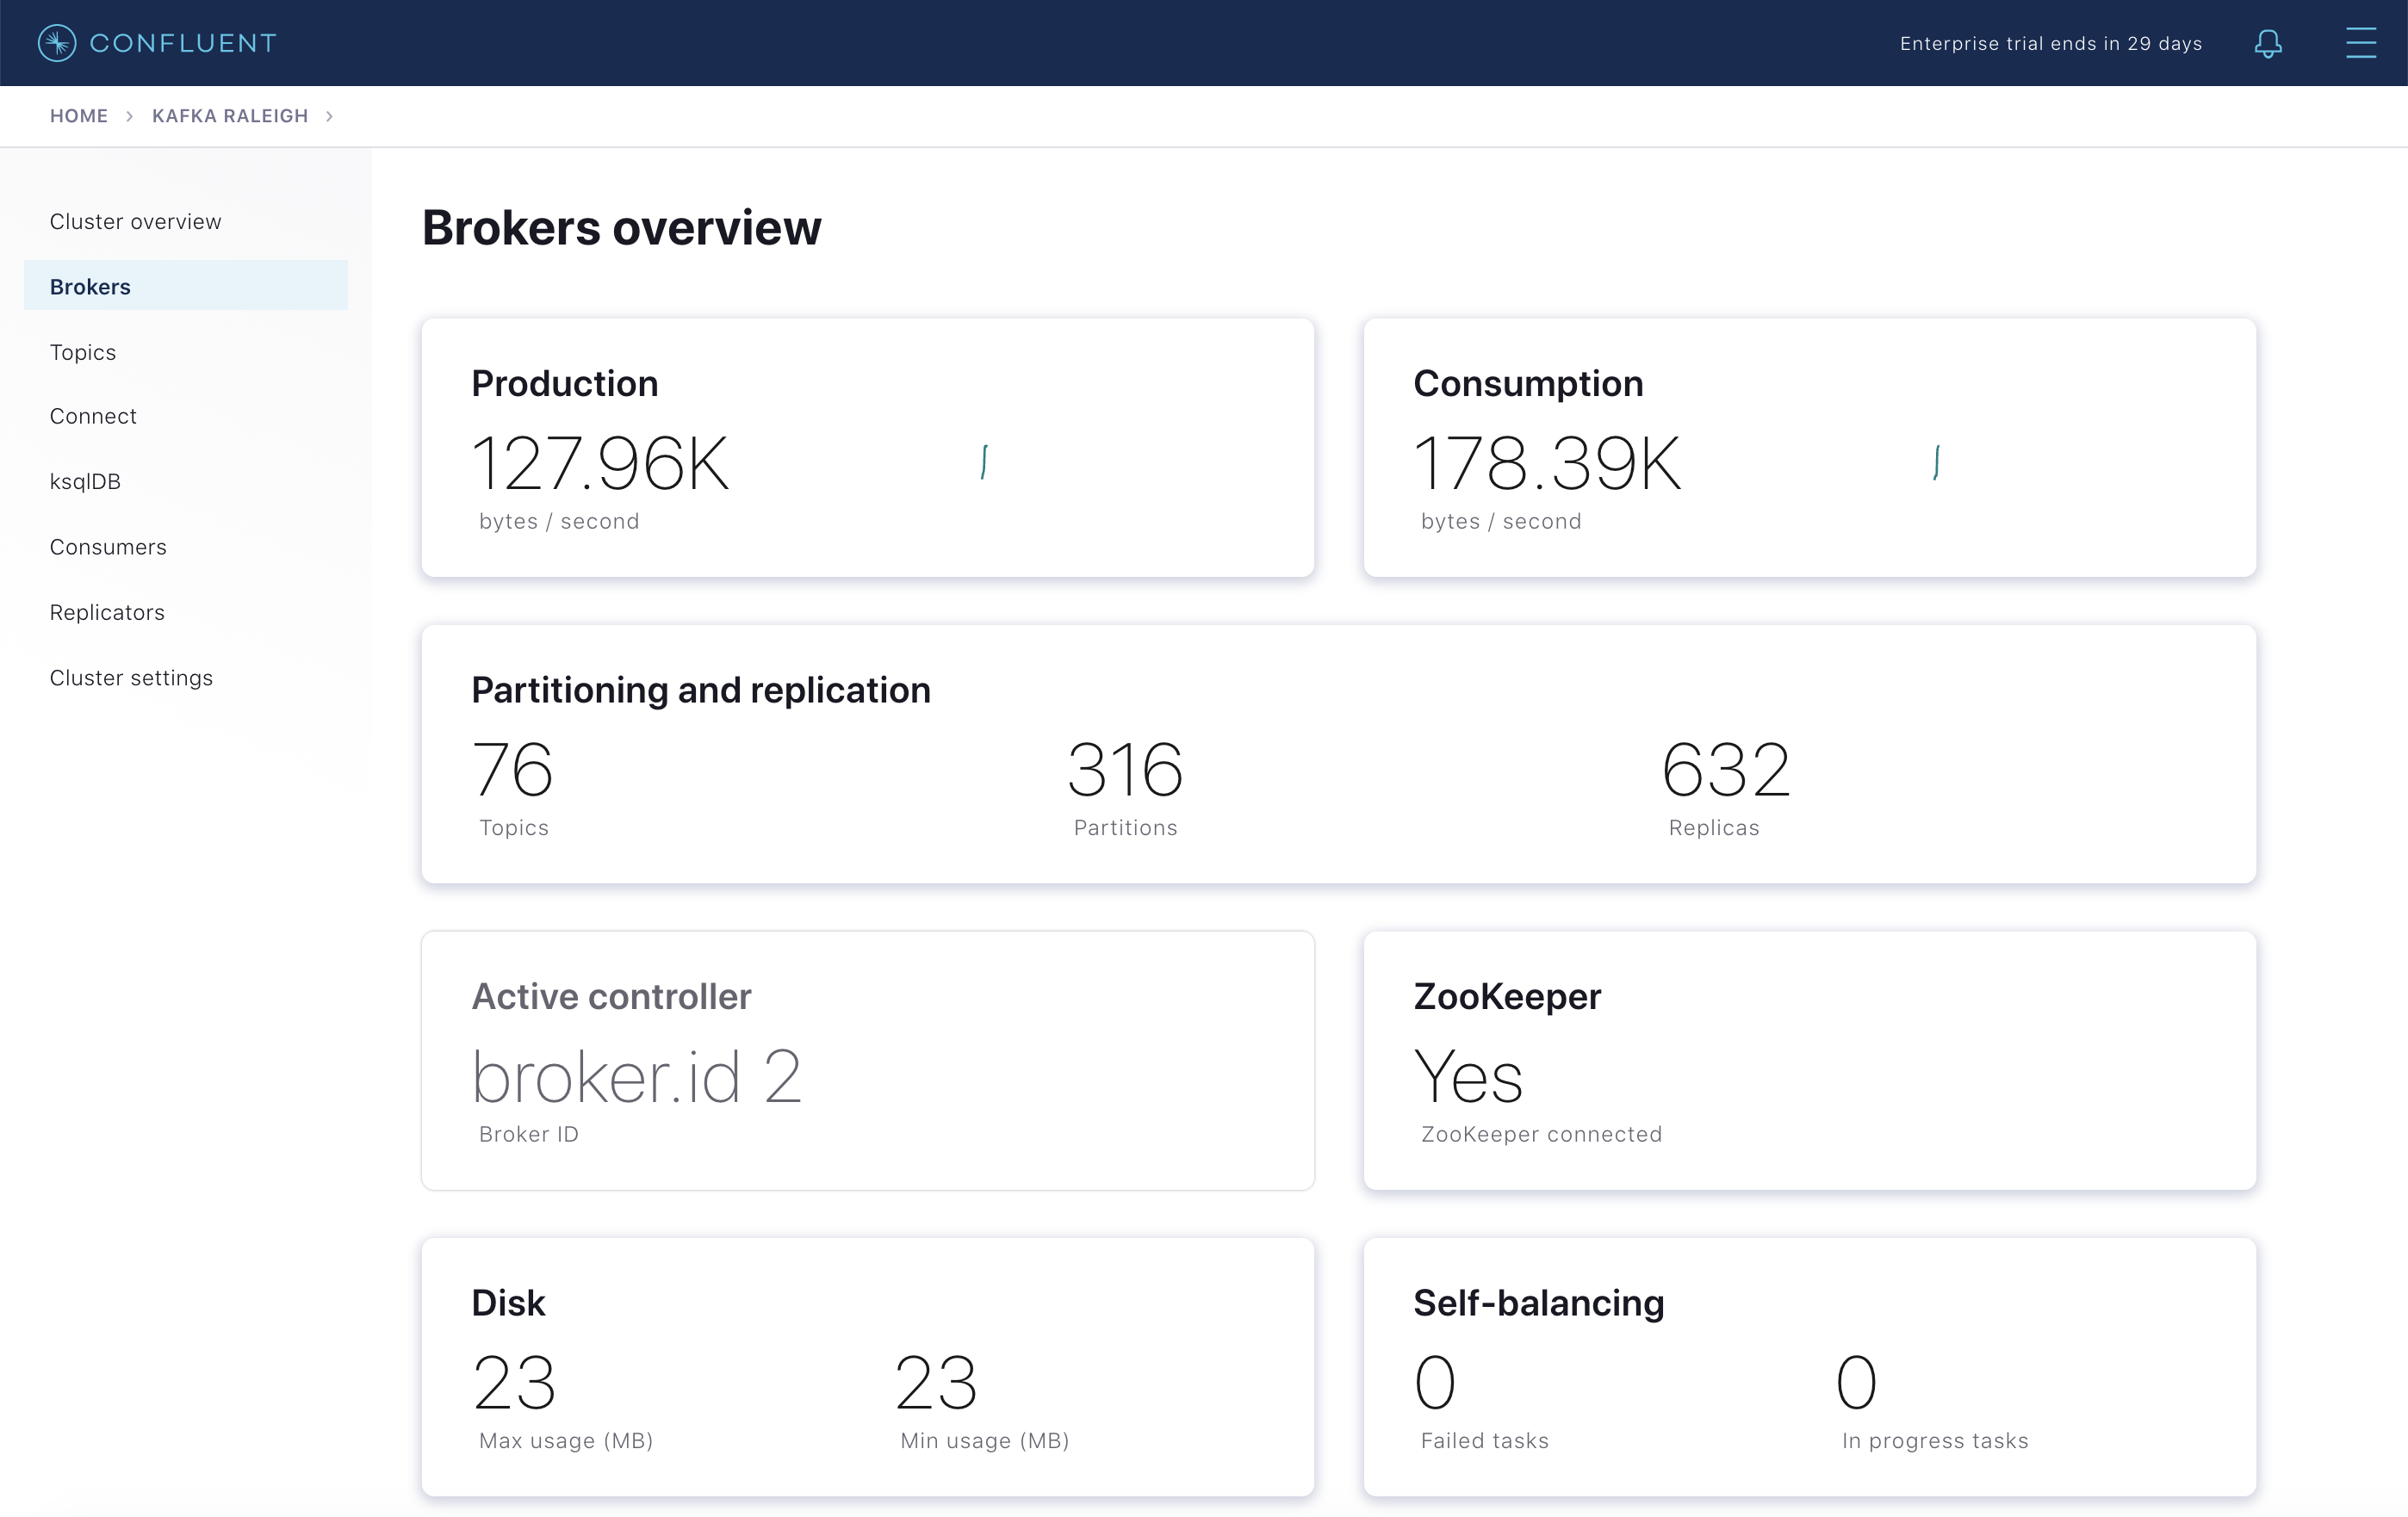 CONFLUENT
Enterprise trial ends in 29 days
HOME > KAFKA RALEIGH >
Cluster overview
Brokers
Topics
Connect
ksqlDB
Consumers
Replicators
Cluster settings
Brokers overview
Production
127.96K
bytes / second
Consumption
178.39K
bytes / second
Partitioning and replication
76
Topics
316
Partitions
632
Replicas
Active controller
broker.id 2
Broker ID
ZooKeeper
Yes
ZooKeeper connected
Disk
23
Max usage (MB)
23
Min usage (MB)
Self-balancing
0
Failed tasks
0
In progress tasks